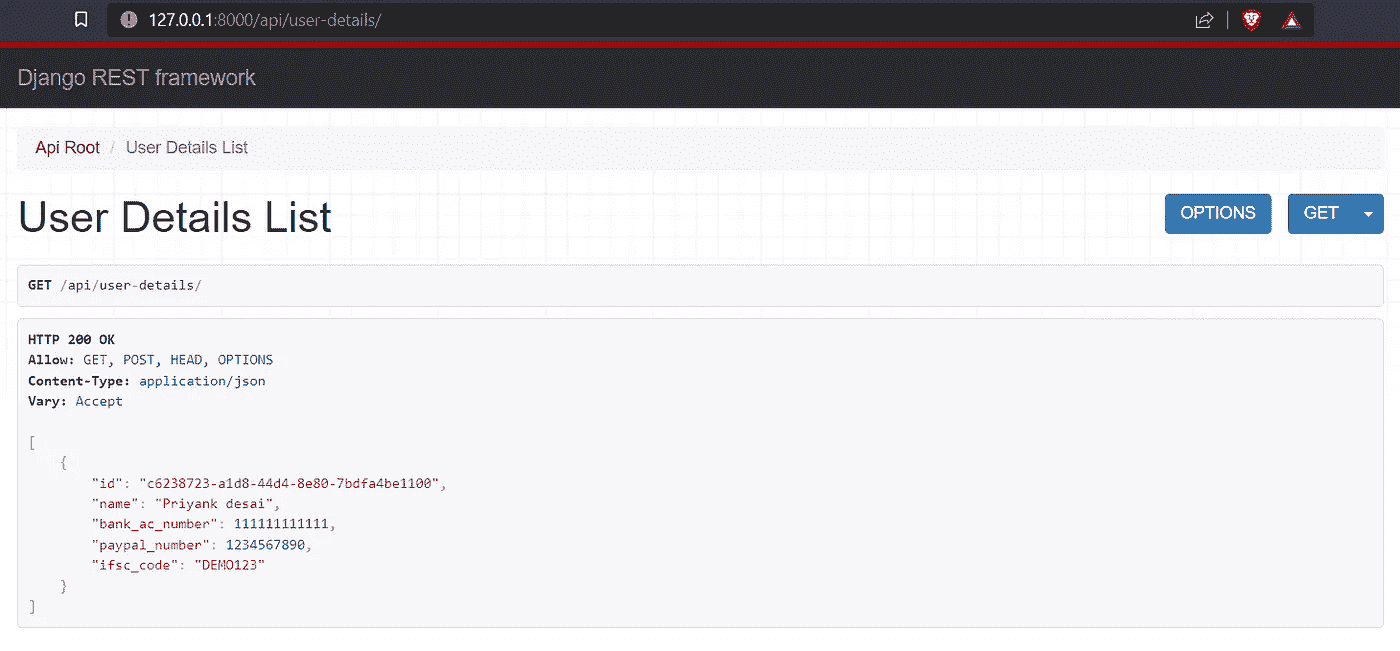 127.0.0.1:8000/api/user-details/
Django REST framework
Api Root / User Details List
User Details List
OPTIONS
GET
GET /api/user-details/
HTTP 200 OK
Allow: GET, POST, HEAD, OPTIONS
Content-Type: application/json
Vary: Accept
[
{
"id": "c6238723-a1d8-44d4-8e80-7bdfa4be1100",
"name": "Priyank desai",
"bank_ac_number": 111111111111,
"paypal_number": 1234567890,
"ifsc_code": "DEMO123"
}
]